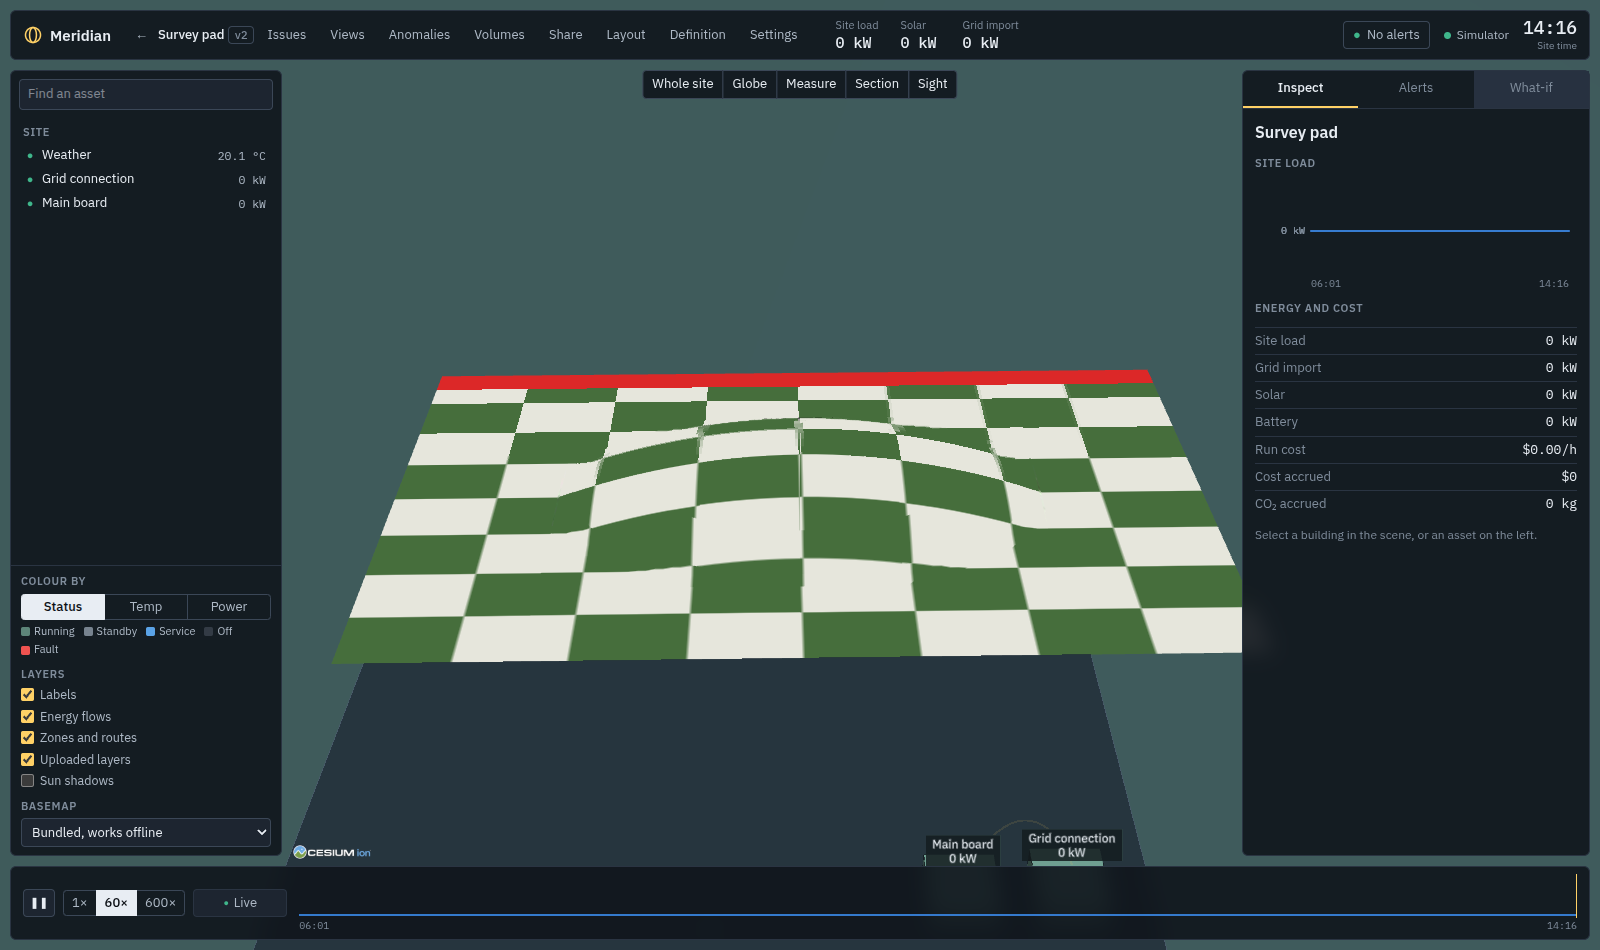 Meridian
← Survey pad v2 Issues Views Anomalies Volumes Share Layout Definition Settings
Site load 0 kW
Solar 0 kW
Grid import 0 kW
No alerts
Simulator
14:16
Site time
Find an asset
SITE
Weather 20.1 °C
Grid connection 0 kW
Main board 0 kW
COLOUR BY
Status Temp Power
Running Standby Service Off
Fault
LAYERS
Labels
Energy flows
Zones and routes
Uploaded layers
Sun shadows
BASEMAP
Bundled, works offline
Whole site Globe Measure Section Sight
CESIUM ion
Main board
0 kW
Grid connection
0 kW
Inspect Alerts What-if
Survey pad
SITE LOAD
0 kW
06:01 14:16
ENERGY AND COST
Site load 0 kW
Grid import 0 kW
Solar 0 kW
Battery 0 kW
Run cost $0.00/h
Cost accrued $0
CO₂ accrued 0 kg
Select a building in the scene, or an asset on the left.
1× 60× 600× Live
06:01 14:16